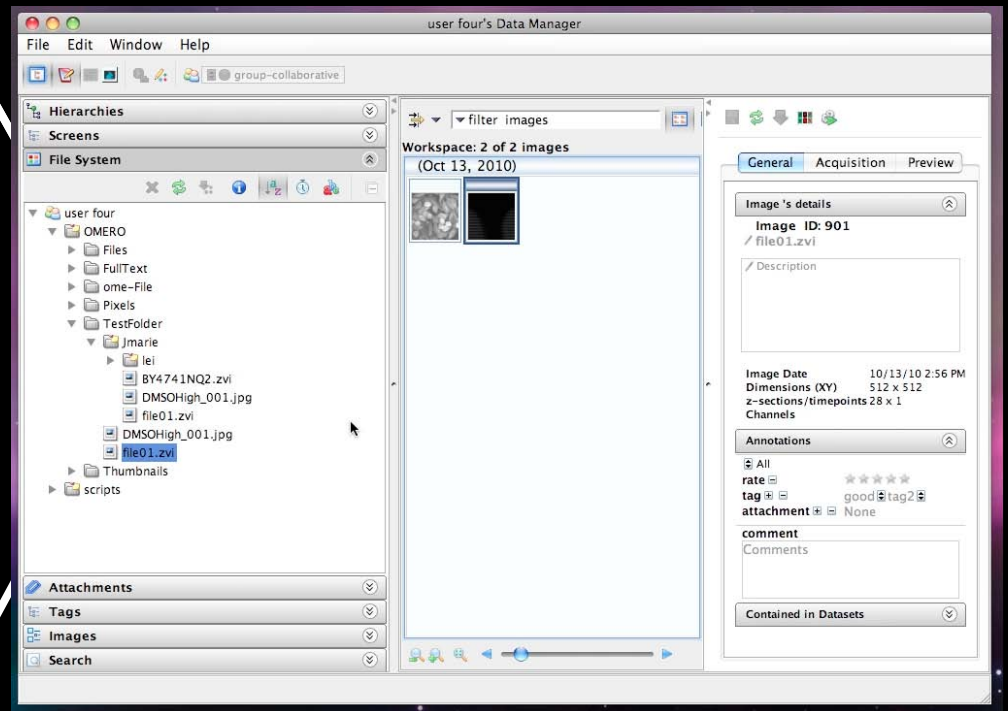 user four's Data Manager
File Edit Window Help
group-collaborative
Hierarchies
Screens
File System
user four
OMERO
Files
FullText
ome-File
Pixels
TestFolder
Jmarie
lei
BY4741NQ2.zvi
DMSOHigh_001.jpg
file01.zvi
DMSOHigh_001.jpg
file01.zvi
Thumbnails
scripts
Attachments
Tags
Images
Search
filter images
Workspace: 2 of 2 images
(Oct 13, 2010)
General Acquisition Preview
Image 's details
Image ID: 901
file01.zvi
Description
Image Date 10/13/10 2:56 PM
Dimensions (XY) 512 x 512
z-sections/timepoints 28 x 1
Channels
Annotations
All
rate
tag good tag2
attachment None
comment
Comments
Contained in Datasets